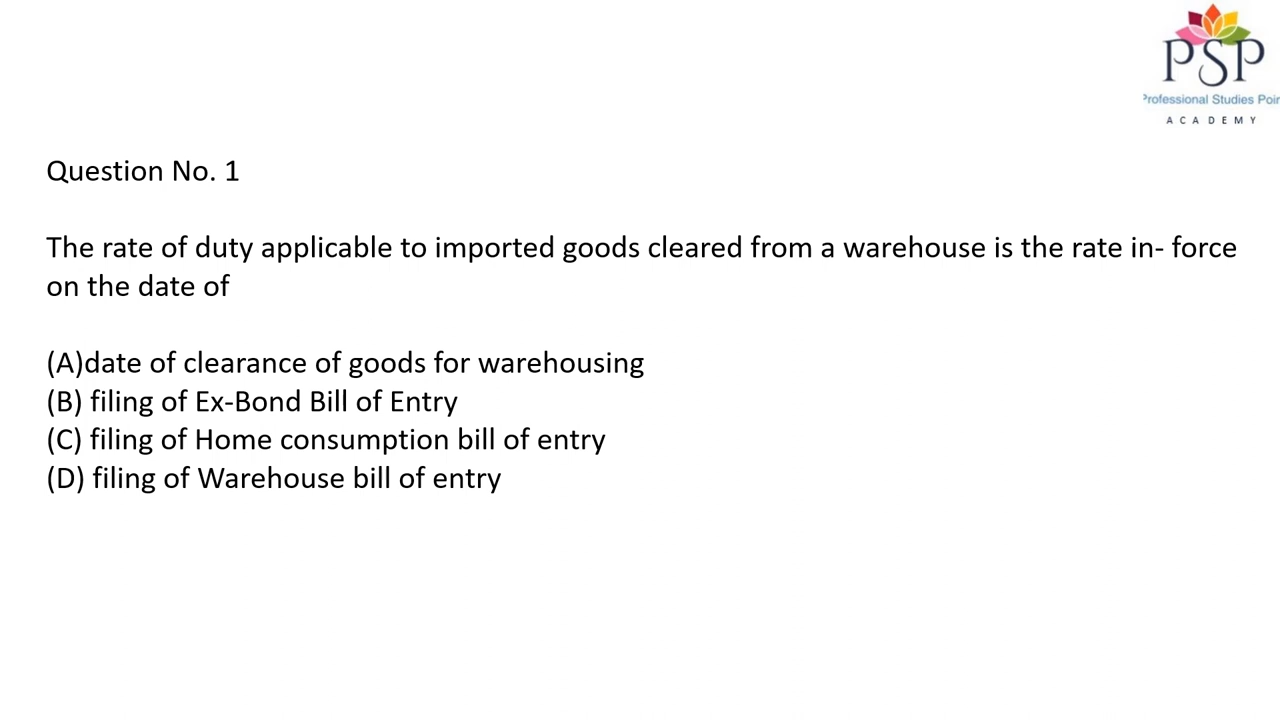 PSP
Professional Studies Poin
ACADEMY
Question No. 1
The rate of duty applicable to imported goods cleared from a warehouse is the rate in- force
on the date of
(A)date of clearance of goods for warehousing
(B) filing of Ex-Bond Bill of Entry
(C) filing of Home consumption bill of entry
(D) filing of Warehouse bill of entry